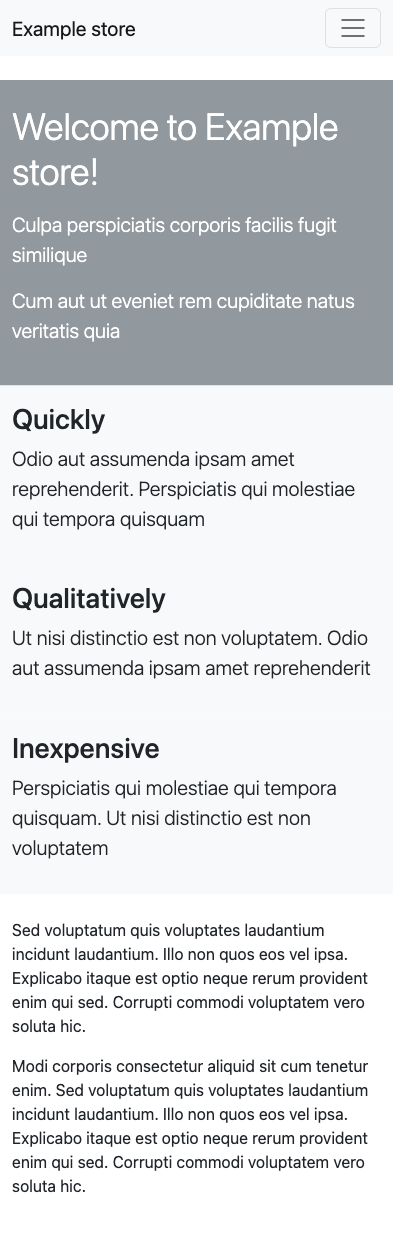 Example store
Welcome to Example
store!
Culpa perspiciatis corporis facilis fugit
similique
Cum aut ut eveniet rem cupiditate natus
veritatis quia
Quickly
Odio aut assumenda ipsam amet
reprehenderit. Perspiciatis qui molestiae
qui tempora quisquam
Qualitatively
Ut nisi distinctio est non voluptatem. Odio
aut assumenda ipsam amet reprehenderit
Inexpensive
Perspiciatis qui molestiae qui tempora
quisquam. Ut nisi distinctio est non
voluptatem
Sed voluptatum quis voluptates laudantium
incidunt laudantium. Illo non quos eos vel ipsa.
Explicabo itaque est optio neque rerum provident
enim qui sed. Corrupti commodi voluptatem vero
soluta hic.
Modi corporis consectetur aliquid sit cum tenetur
enim. Sed voluptatum quis voluptates laudantium
incidunt laudantium. Illo non quos eos vel ipsa.
Explicabo itaque est optio neque rerum provident
enim qui sed. Corrupti commodi voluptatem vero
soluta hic.